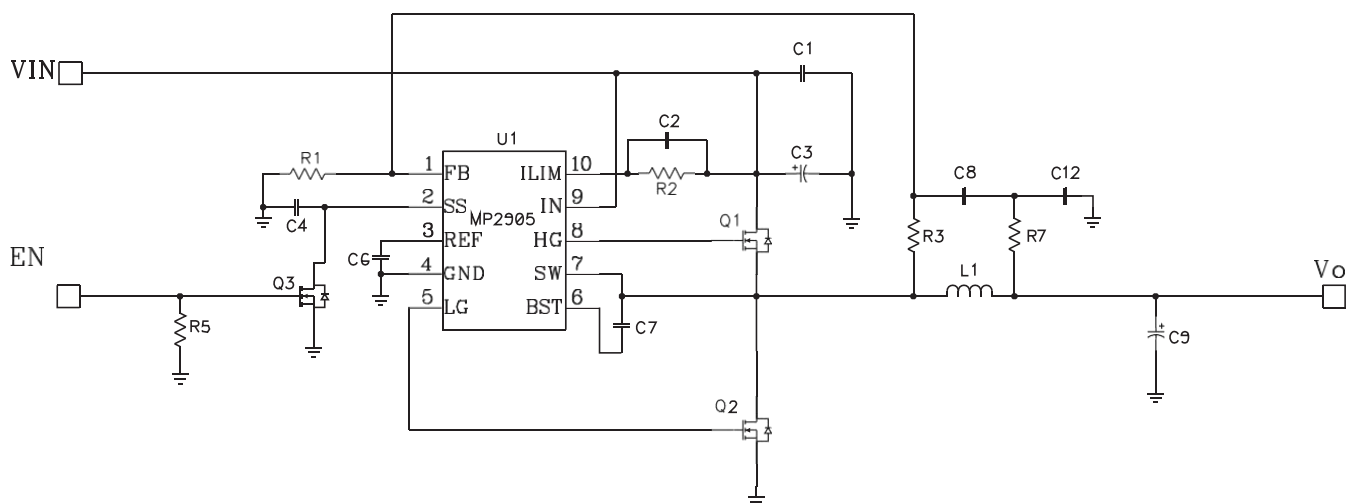 C1
VIN
C2
U1
R1
1
FB
ILIM
10
C3
R2
C8
C12
2
SS
MP2905
IN
9
C4
Q1
3
REF
HG
8
R3
R7
EN
C6
4
GND
SW
7
L1
Vo
Q3
5
LG
BST
6
R5
C7
C9
Q2